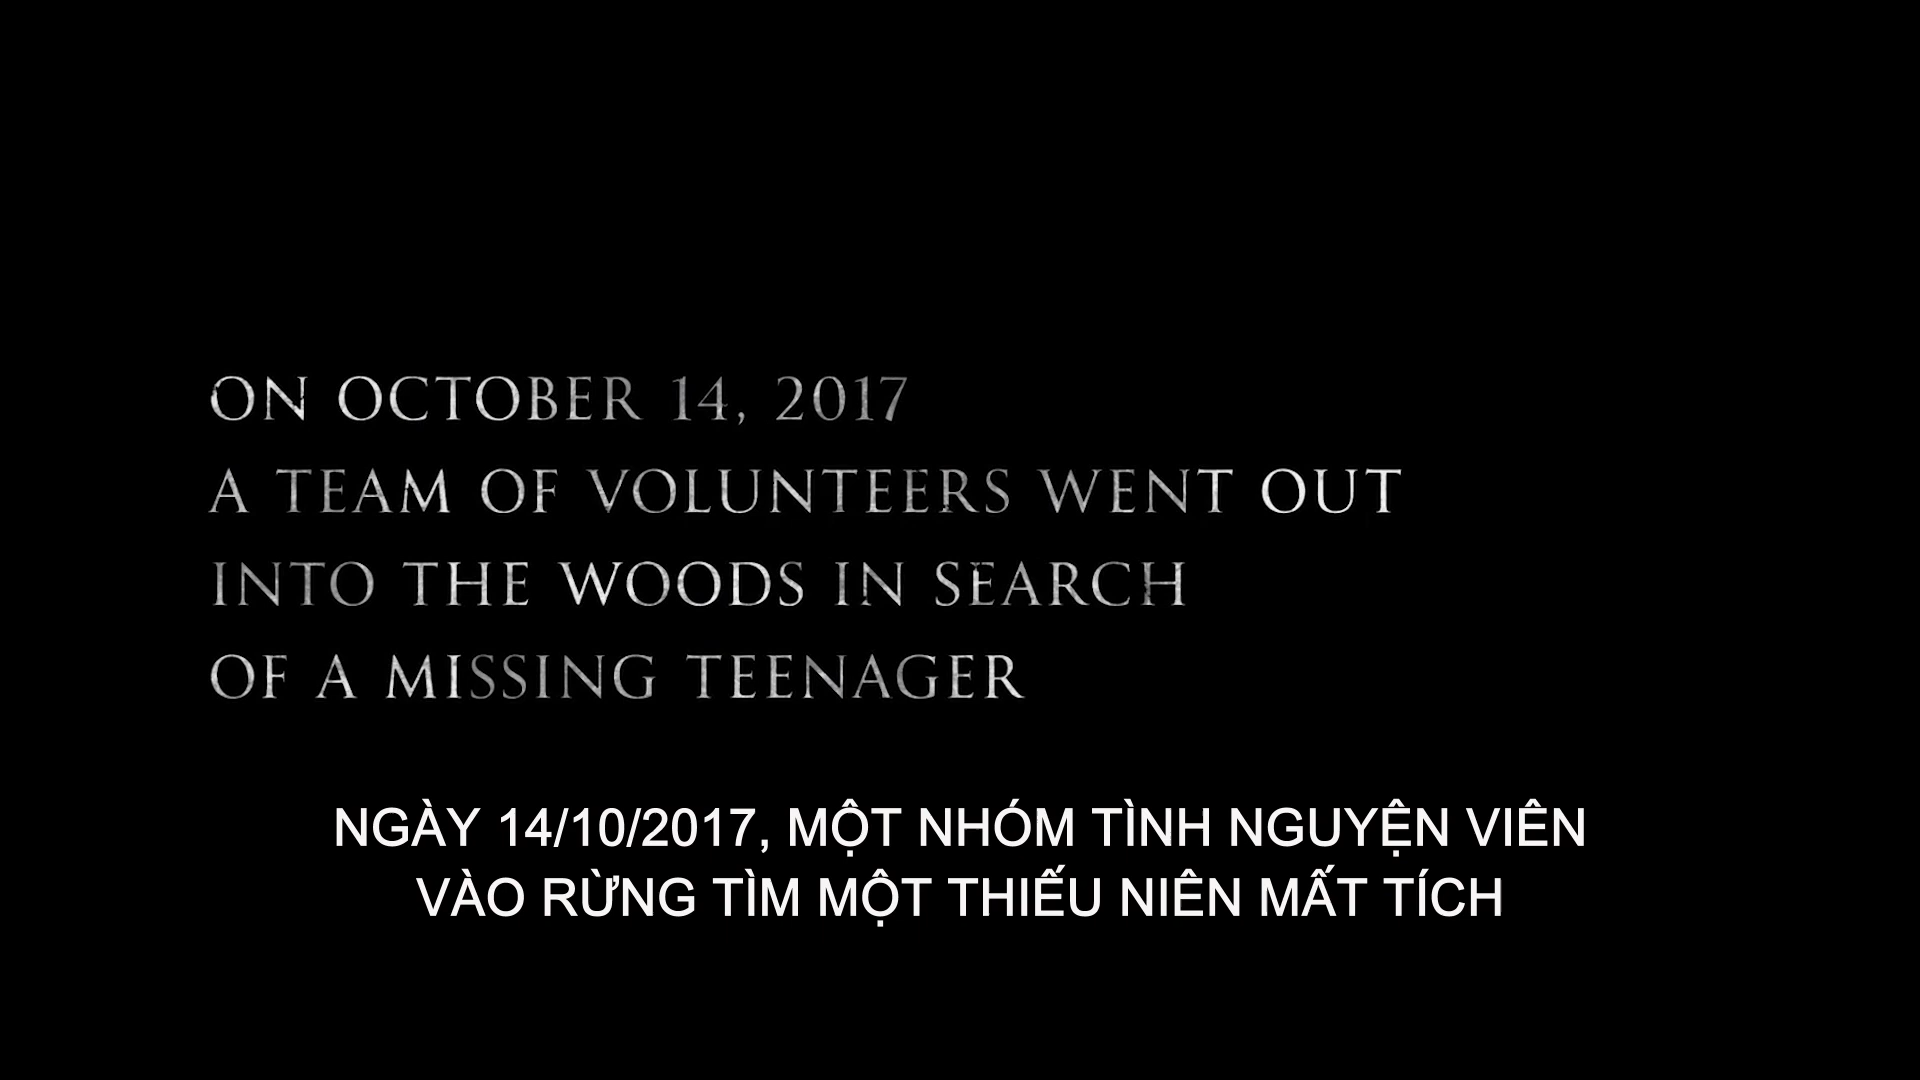 ON OCTOBER 14, 2017
A TEAM OF VOLUNTEERS WENT OUT
INTO THE WOODS IN SEARCH
OF A MISSING TEENAGER
NGÀY 14/10/2017, MỘT NHÓM TÌNH NGUYỆN VIÊN
VÀO RỪNG TÌM MỘT THIẾU NIÊN MẤT TÍCH